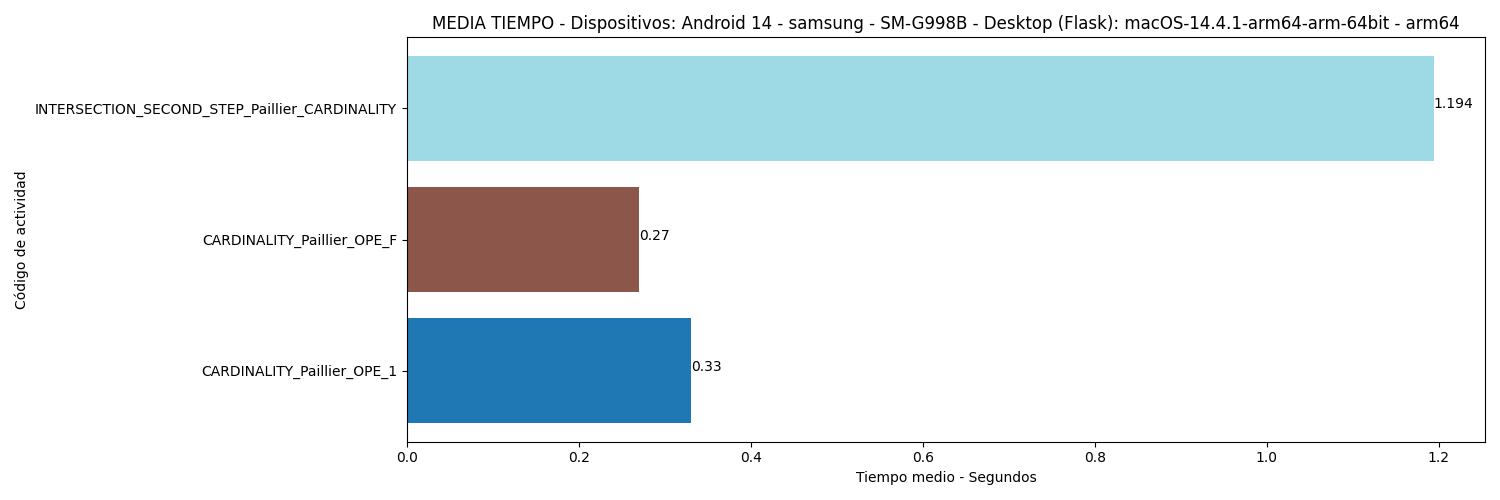 MEDIA TIEMPO - Dispositivos: Android 14 - samsung - SM-G998B - Desktop (Flask): macOS-14.4.1-arm64-arm-64bit - arm64
Código de actividad
INTERSECTION_SECOND_STEP_Paillier_CARDINALITY
1.194
CARDINALITY_Paillier_OPE_F
0.27
CARDINALITY_Paillier_OPE_1
0.33
0.0 0.2 0.4 0.6 0.8 1.0 1.2
Tiempo medio - Segundos